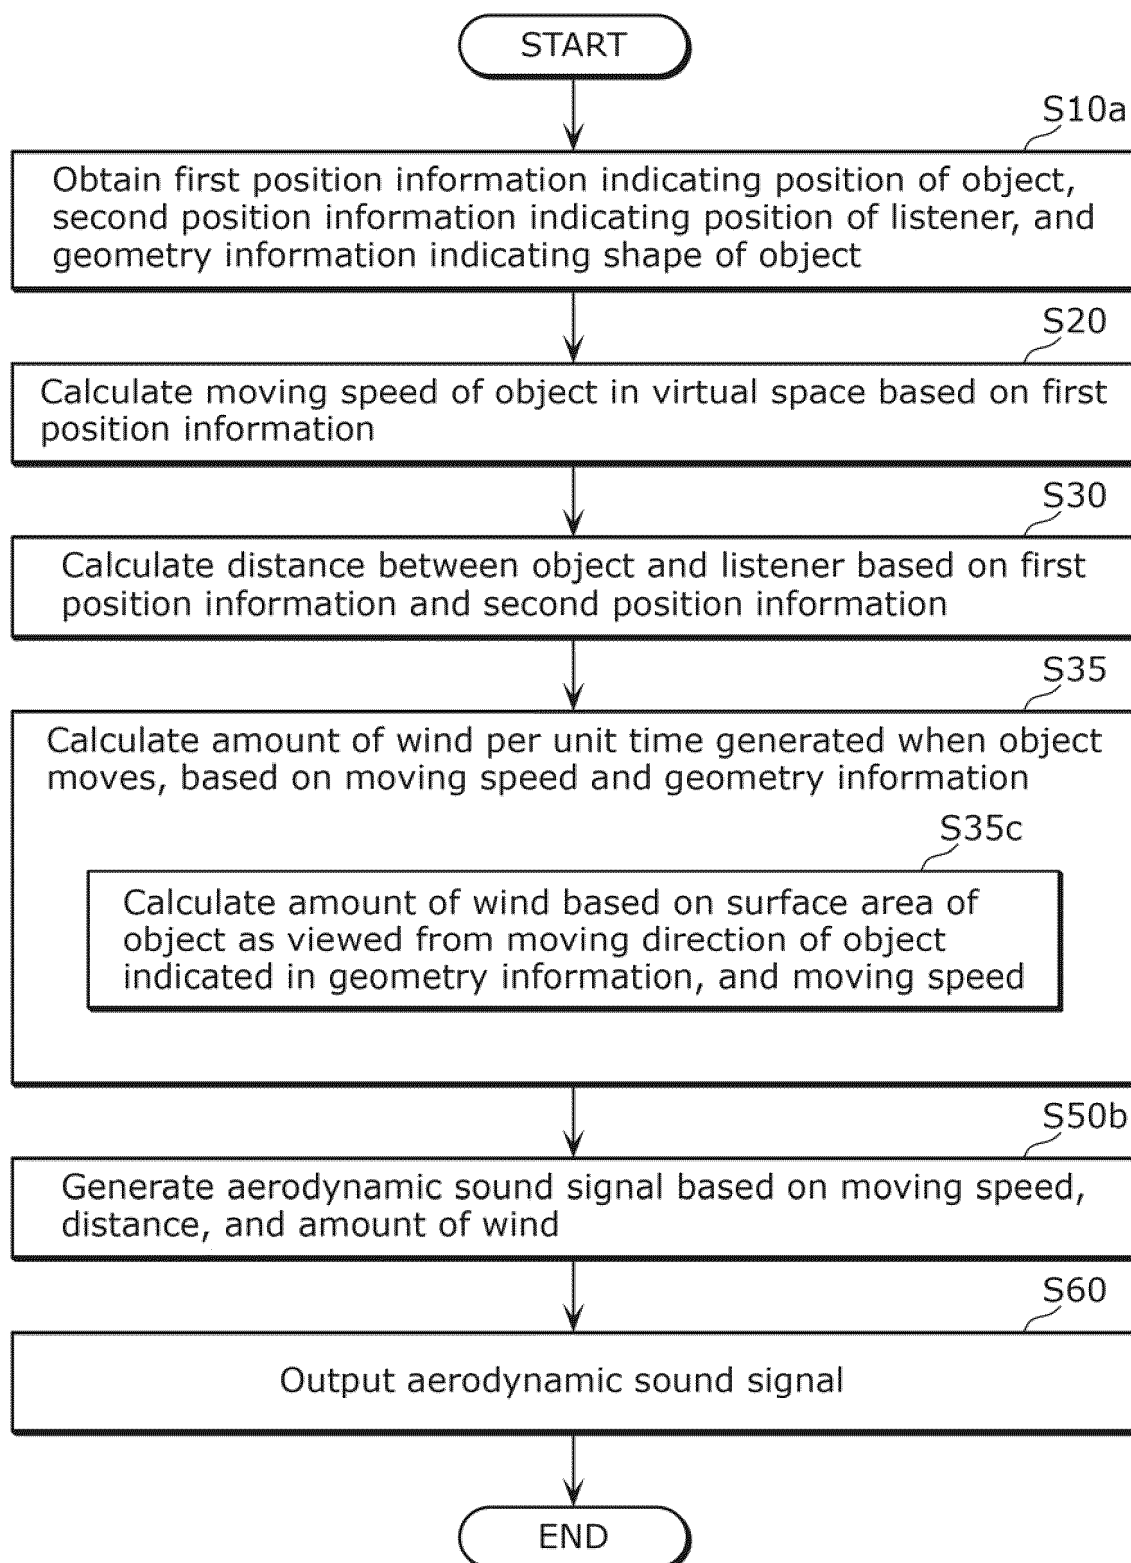 START
S10a
Obtain first position information indicating position of object,
second position information indicating position of listener, and
geometry information indicating shape of object
S20
Calculate moving speed of object in virtual space based on first
position information
S30
Calculate distance between object and listener based on first
position information and second position information
S35
Calculate amount of wind per unit time generated when object
moves, based on moving speed and geometry information
S35c
Calculate amount of wind based on surface area of
object as viewed from moving direction of object
indicated in geometry information, and moving speed
S50b
Generate aerodynamic sound signal based on moving speed,
distance, and amount of wind
S60
Output aerodynamic sound signal
END